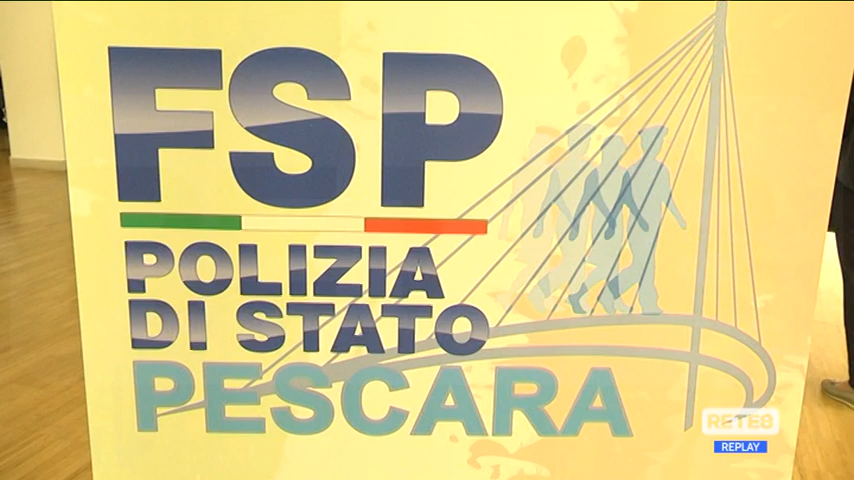 FSP
POLIZIA
DI STATO
PESCARA
RETE8
REPLAY